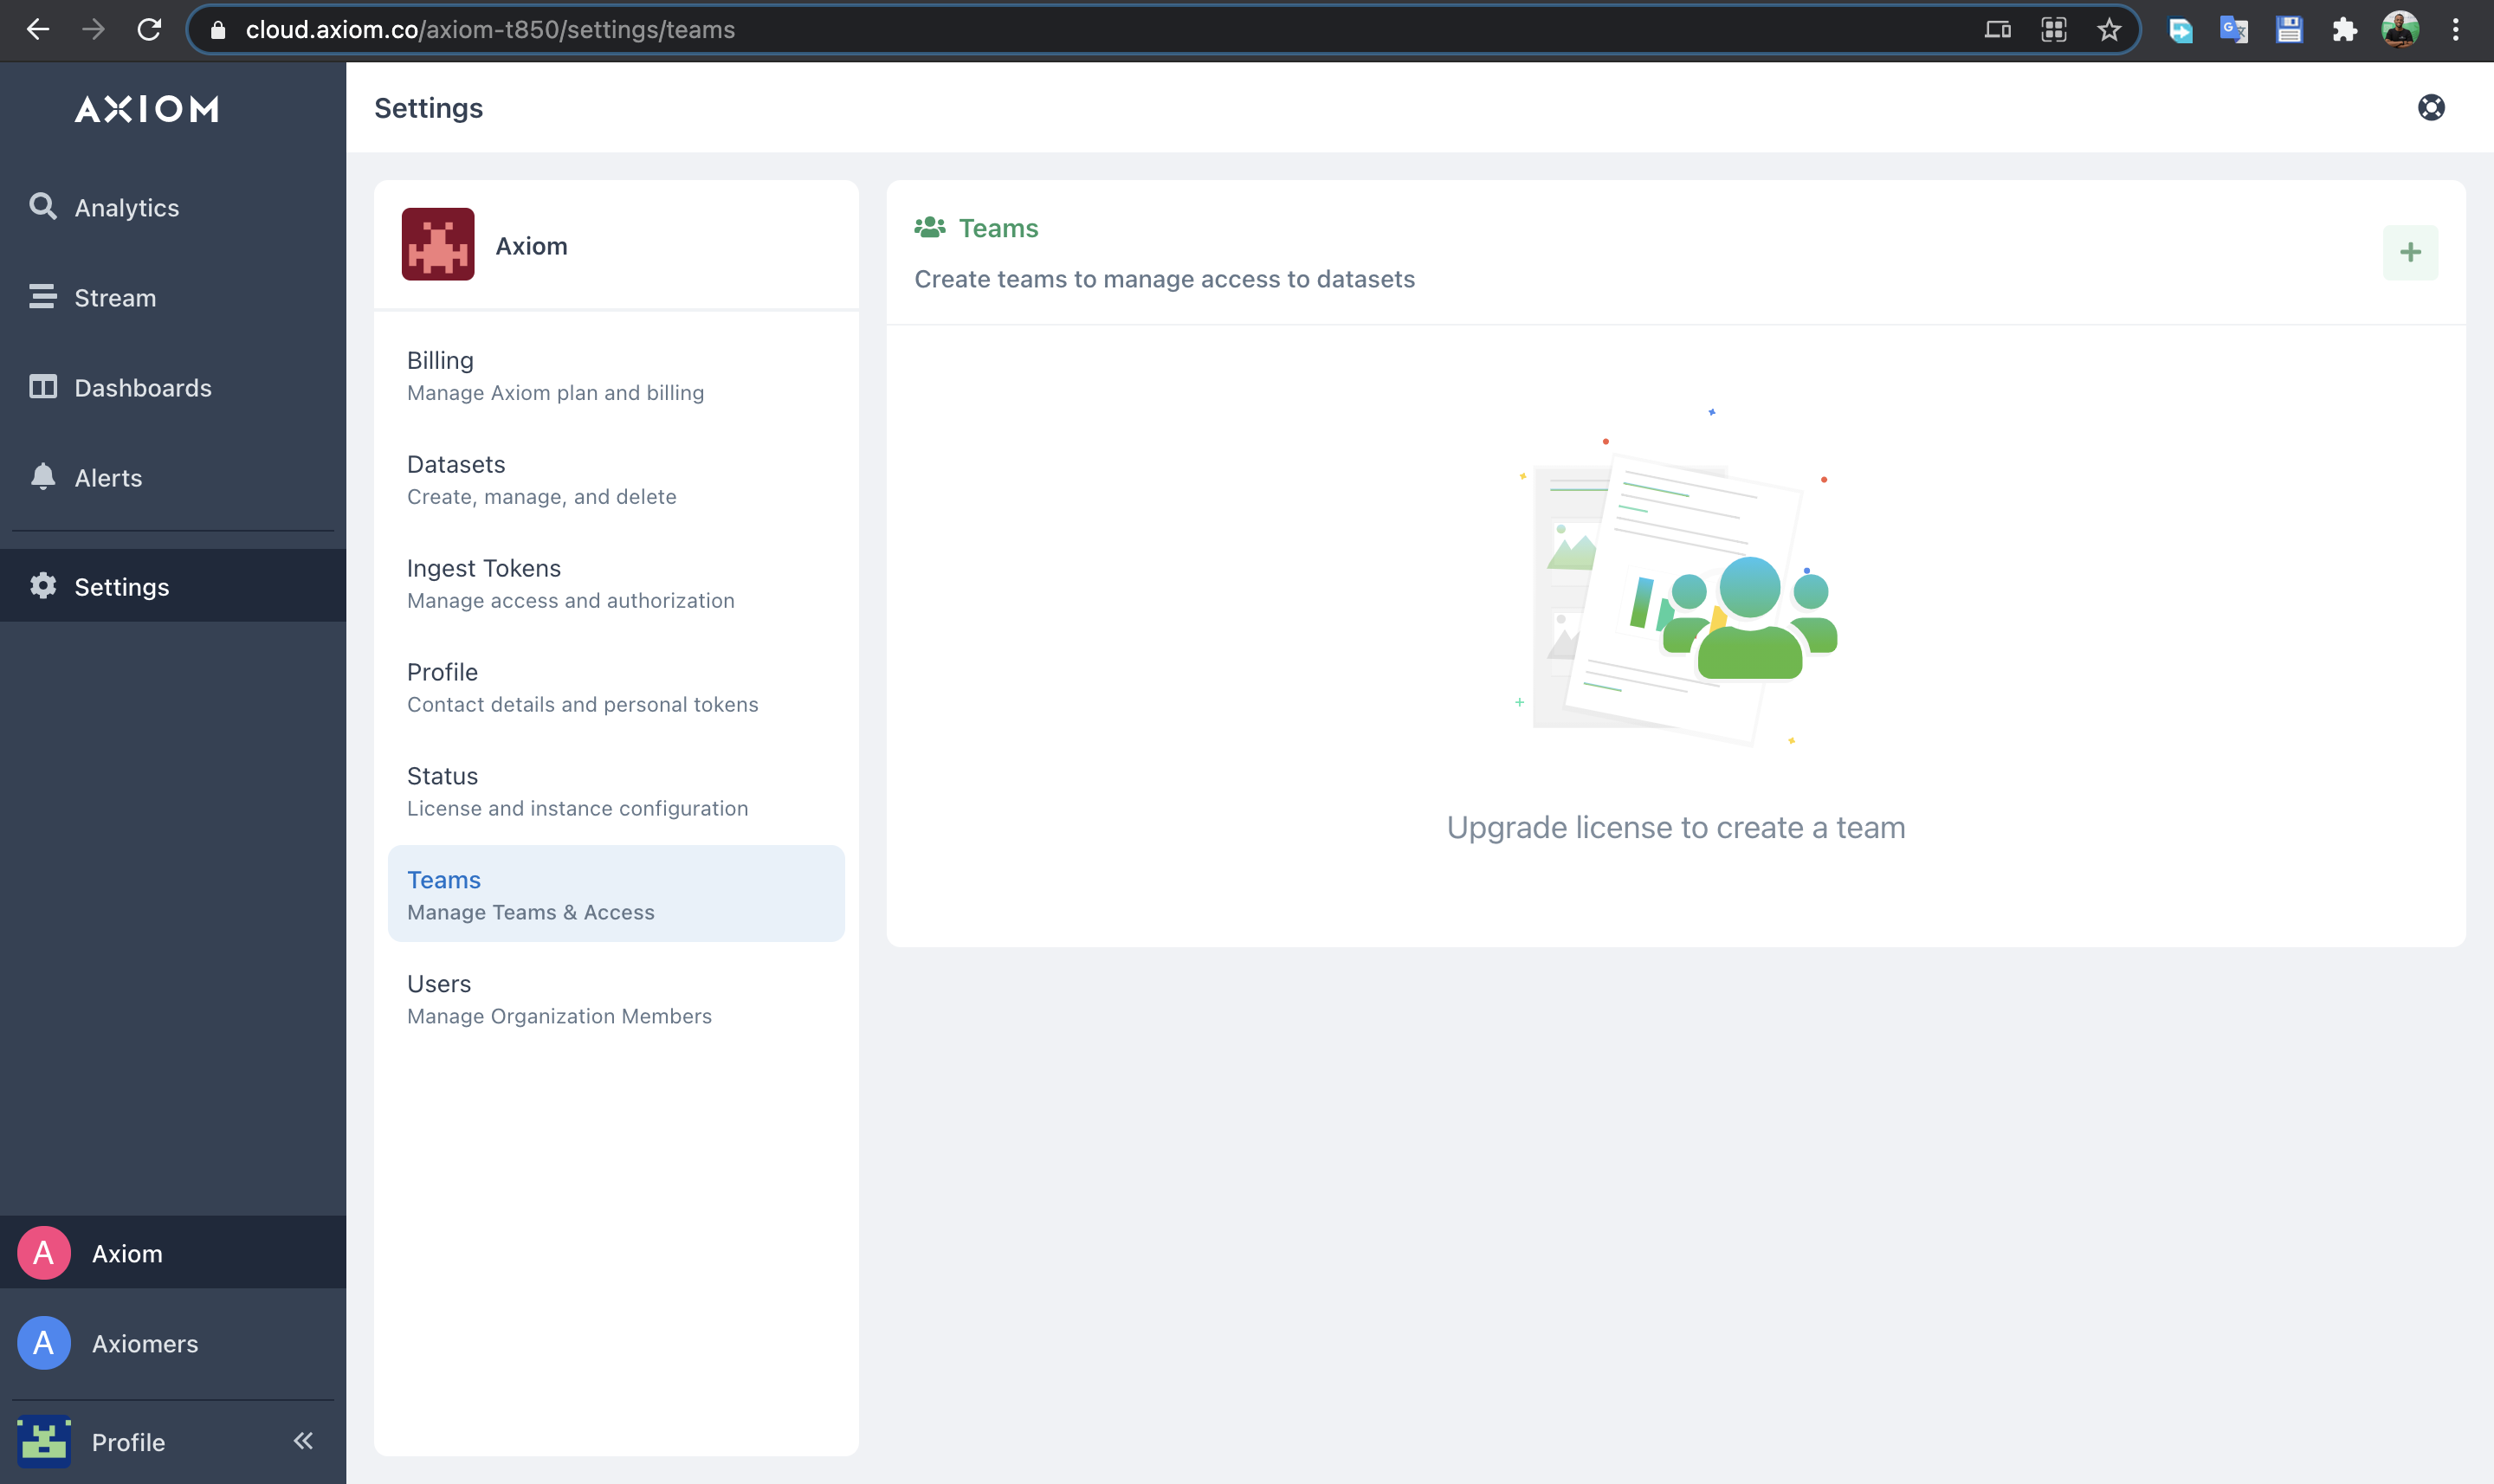 cloud.axiom.co/axiom-t850/settings/teams
AXIOM
Analytics
Stream
Dashboards
Alerts
Settings
Axiom
Axiomers
Profile
Settings
Axiom
Billing
Manage Axiom plan and billing
Datasets
Create, manage, and delete
Ingest Tokens
Manage access and authorization
Profile
Contact details and personal tokens
Status
License and instance configuration
Teams
Manage Teams & Access
Users
Manage Organization Members
Teams
Create teams to manage access to datasets
Upgrade license to create a team
A
A